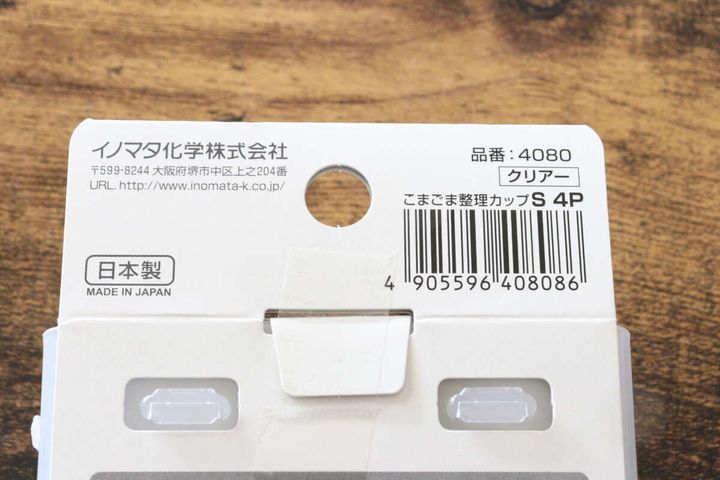 イノマタ化学株式会社
〒599-8244 大阪府堺市中区上之204番
URL. http://www.inomata-k.co.jp/
日本製
MADE IN JAPAN
品番:4080
クリアー
こまごま整理カップS 4P
4 905596 408086